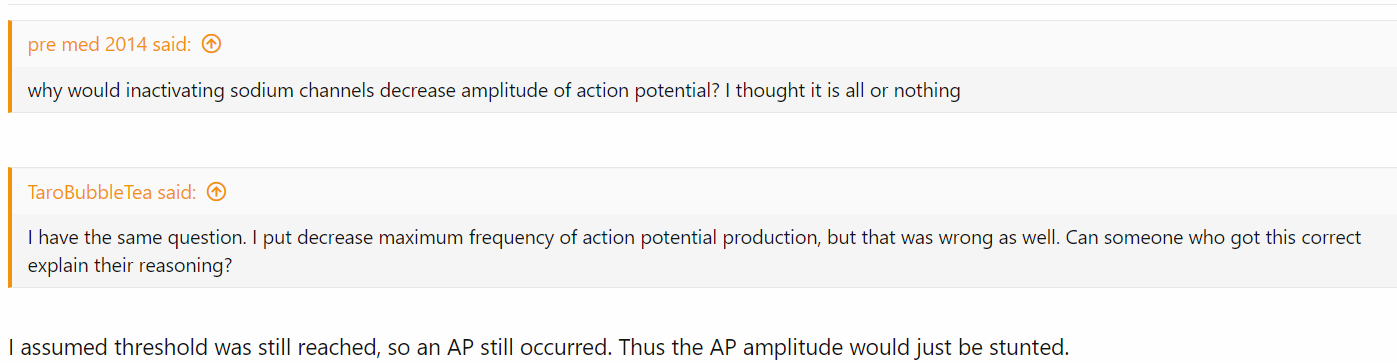 pre med 2014 said:
why would inactivating sodium channels decrease amplitude of action potential? I thought it is all or nothing
TaroBubbleTea said:
I have the same question. I put decrease maximum frequency of action potential production, but that was wrong as well. Can someone who got this correct
explain their reasoning?
I assumed threshold was still reached, so an AP still occurred. Thus the AP amplitude would just be stunted.